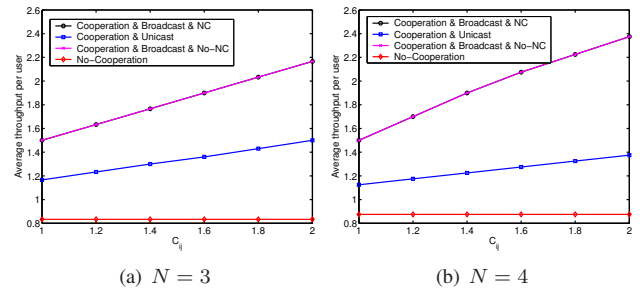 2.6
2.4
2.2
2
1.8
1.6
1.4
1.2
1
0.8
Average throughput per user
Cooperation & Broadcast & NC
Cooperation & Unicast
Cooperation & Broadcast & No−NC
No−Cooperation
1 1.2 1.4 1.6 1.8 2
C_ij
(a) N = 3
2.6
2.4
2.2
2
1.8
1.6
1.4
1.2
1
0.8
Average throughput per user
Cooperation & Broadcast & NC
Cooperation & Unicast
Cooperation & Broadcast & No−NC
No−Cooperation
1 1.2 1.4 1.6 1.8 2
C_ij
(b) N = 4